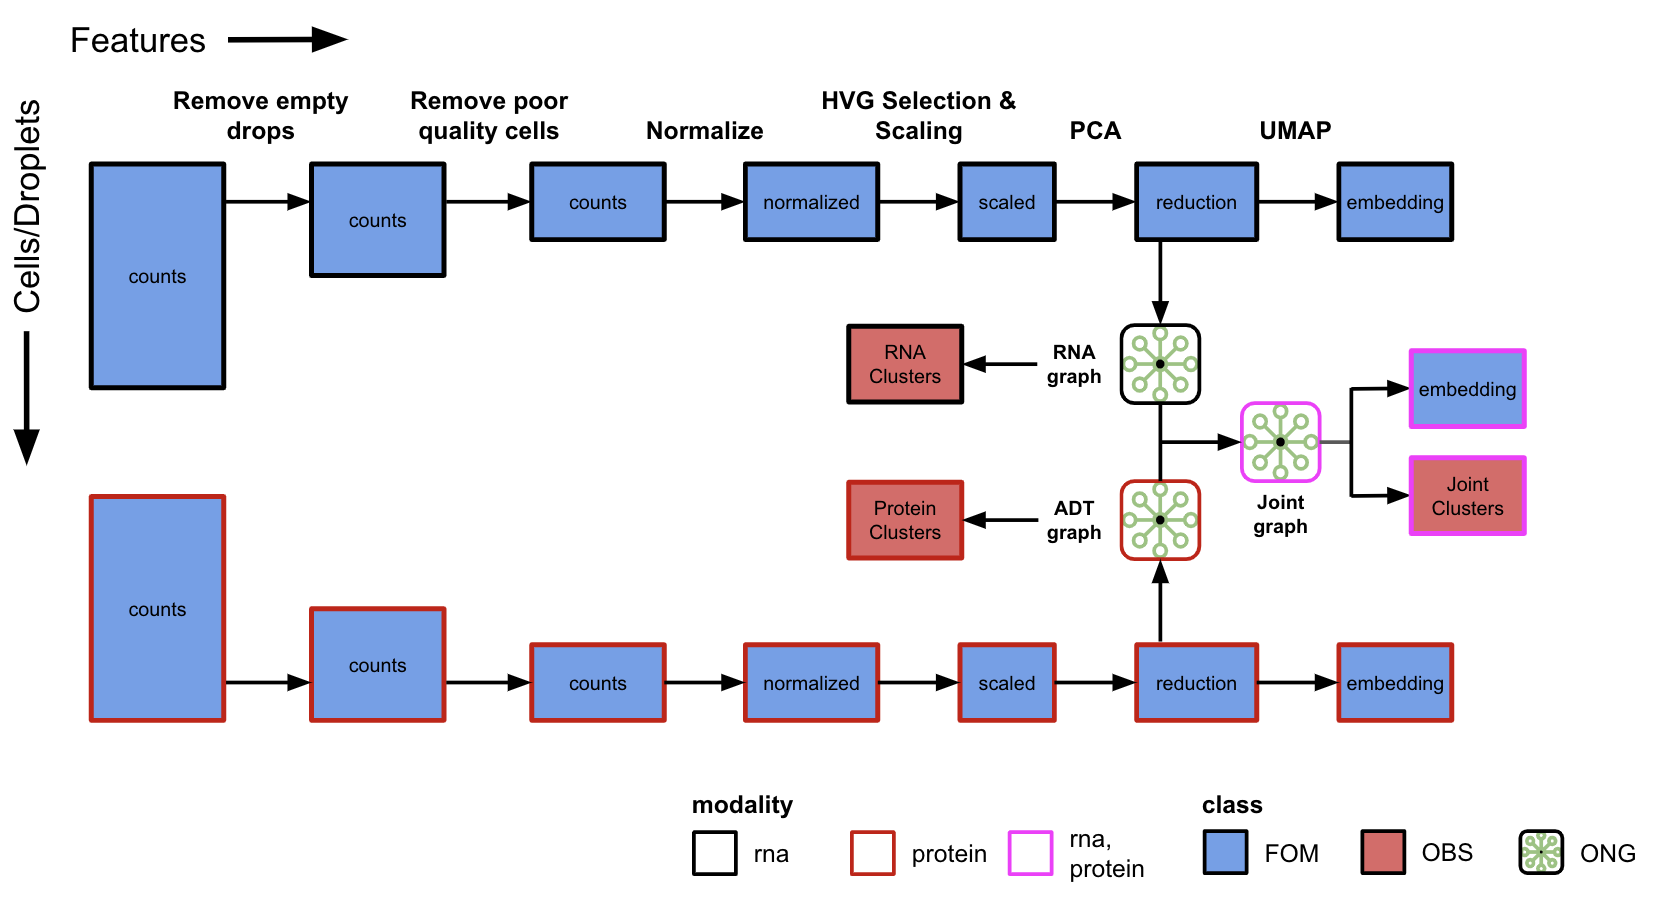 Features
Cells/Droplets
Remove empty
drops
Remove poor
quality cells
Normalize
HVG Selection &
Scaling
PCA
UMAP
counts
counts
counts
normalized
scaled
reduction
embedding
RNA
Clusters
RNA
graph
embedding
Joint
graph
Joint
Clusters
Protein
Clusters
ADT
graph
counts
counts
counts
normalized
scaled
reduction
embedding
modality
rna
protein
rna,
protein
class
FOM
OBS
ONG